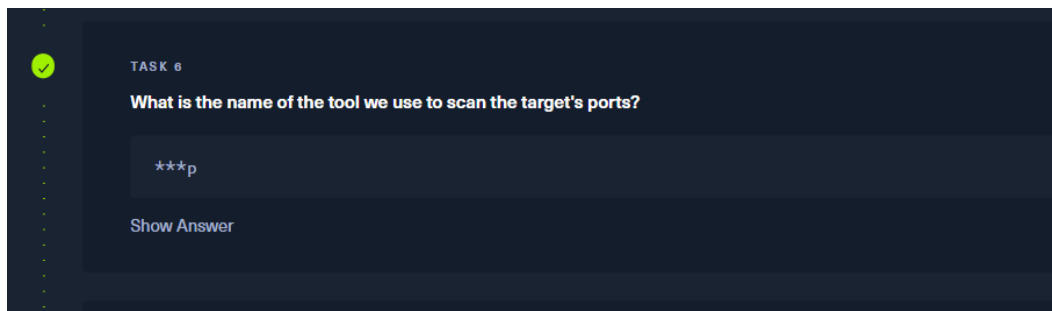 TASK 6
What is the name of the tool we use to scan the target's ports?
***p
Show Answer